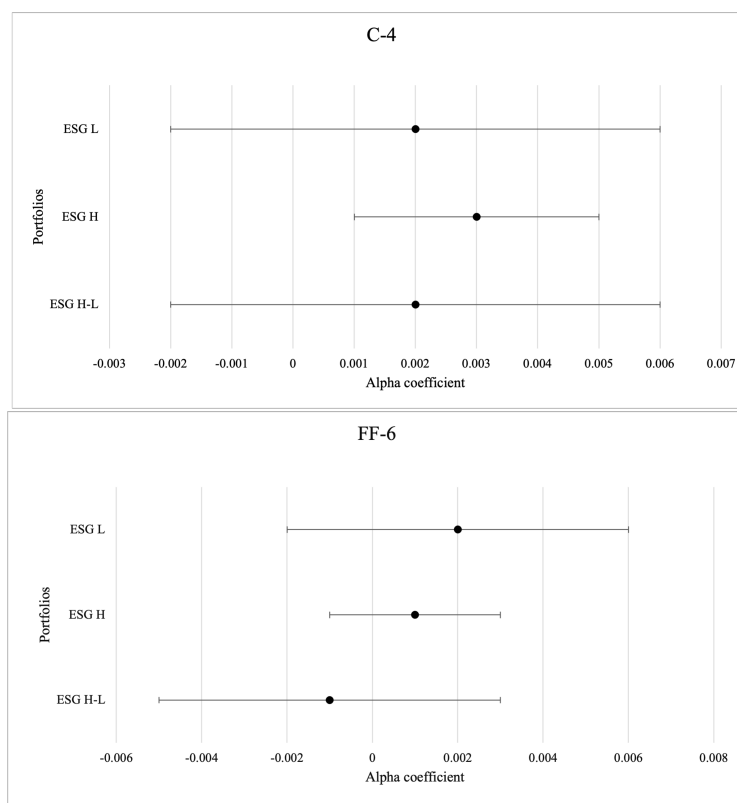 C-4
ESG L
ESG H
ESG H-L
Portfolios
-0.003 -0.002 -0.001 0 0.001 0.002 0.003 0.004 0.005 0.006 0.007
Alpha coefficient
FF-6
ESG L
ESG H
ESG H-L
Portfolios
-0.006 -0.004 -0.002 0 0.002 0.004 0.006 0.008
Alpha coefficient